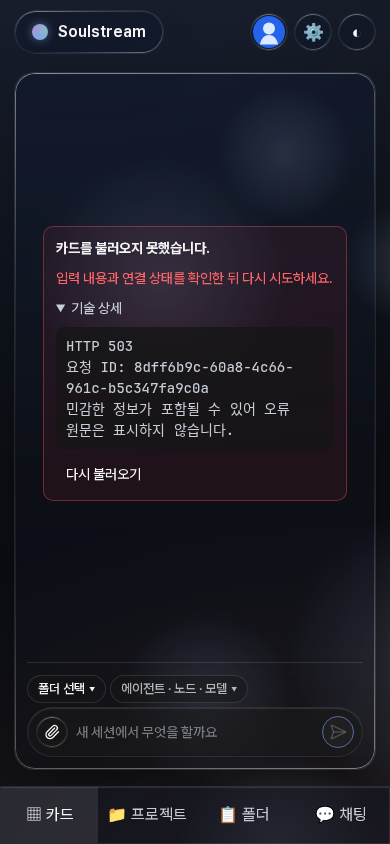 Soulstream
카드를 불러오지 못했습니다.
입력 내용과 연결 상태를 확인한 뒤 다시 시도하세요.
▼ 기술 상세
HTTP 503
요청 ID: 8dff6b9c-60a8-4c66-
961c-b5c347fa9c0a
민감한 정보가 포함될 수 있어 오류
원문은 표시하지 않습니다.
다시 불러오기
폴더 선택 ▾ 에이전트 · 노드 · 모델 ▾
새 세션에서 무엇을 할까요
카드 프로젝트 폴더 채팅